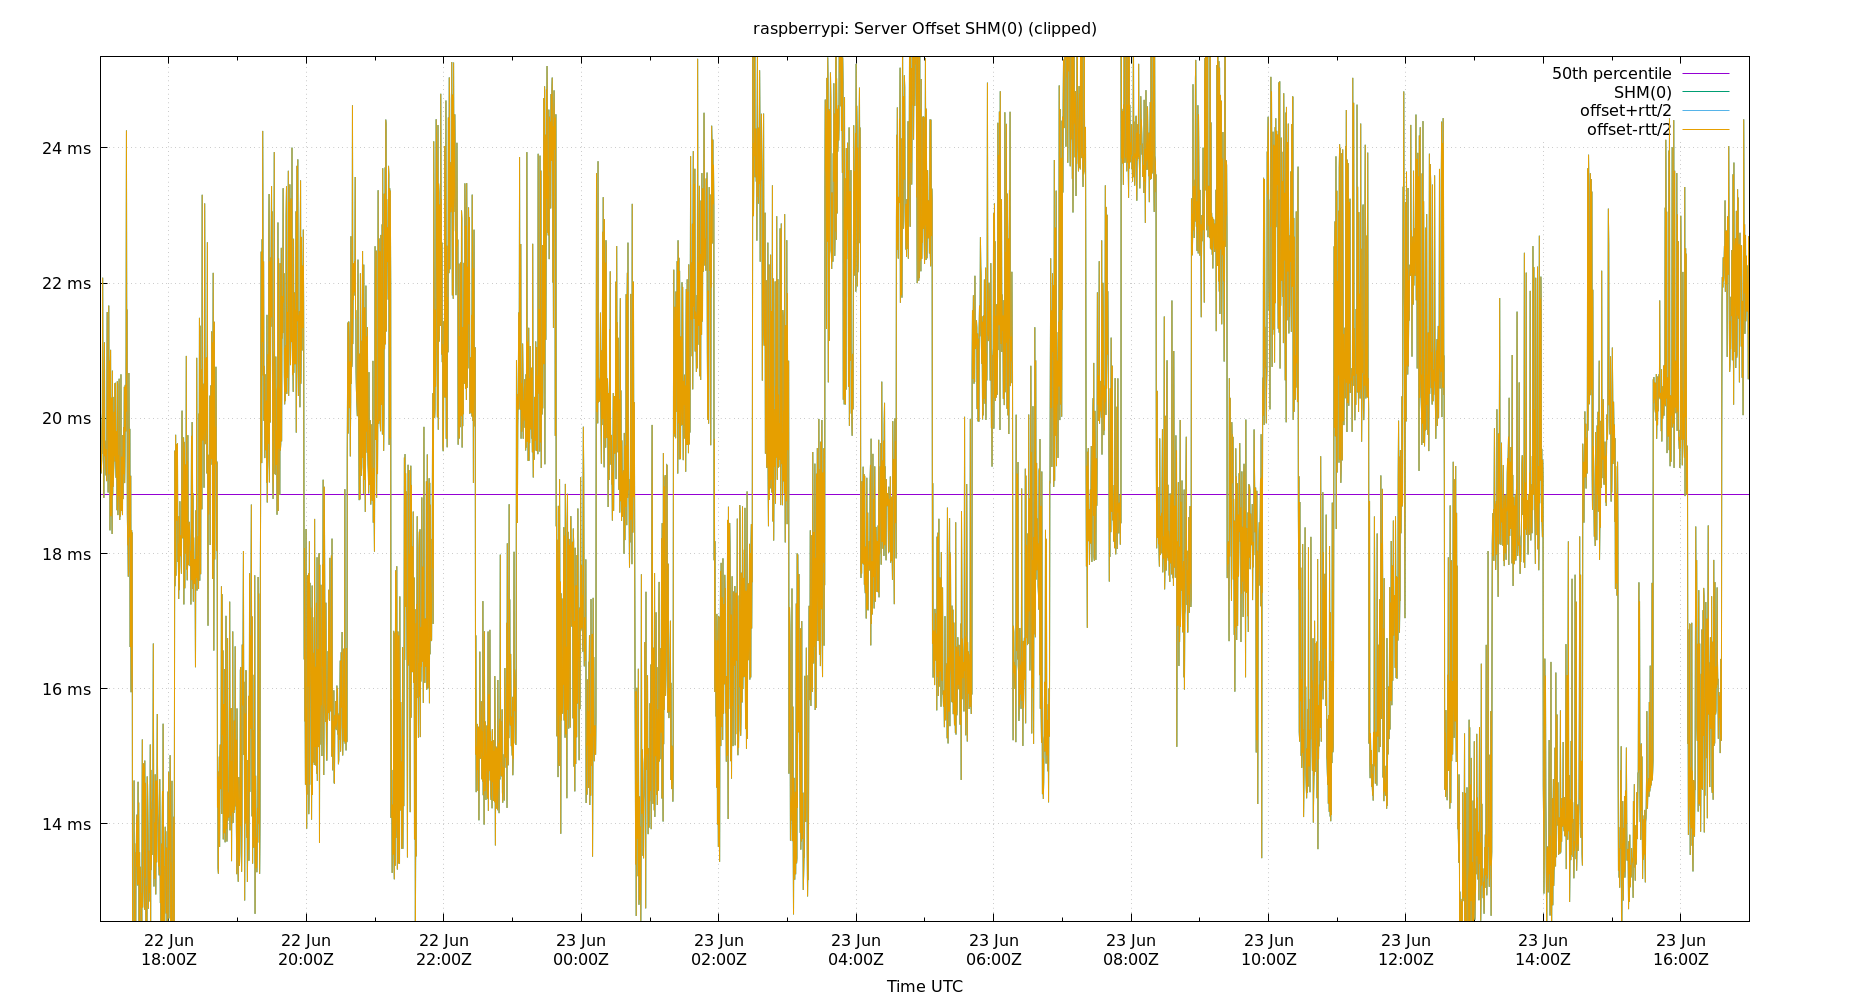 raspberrypi: Server Offset SHM(0) (clipped)
50th percentile
SHM(0)
offset+rtt/2
offset-rtt/2
24 ms
22 ms
20 ms
18 ms
16 ms
14 ms
22 Jun 22 Jun 22 Jun 23 Jun 23 Jun 23 Jun 23 Jun 23 Jun 23 Jun 23 Jun 23 Jun 23 Jun
18:00Z 20:00Z 22:00Z 00:00Z 02:00Z 04:00Z 06:00Z 08:00Z 10:00Z 12:00Z 14:00Z 16:00Z
Time UTC